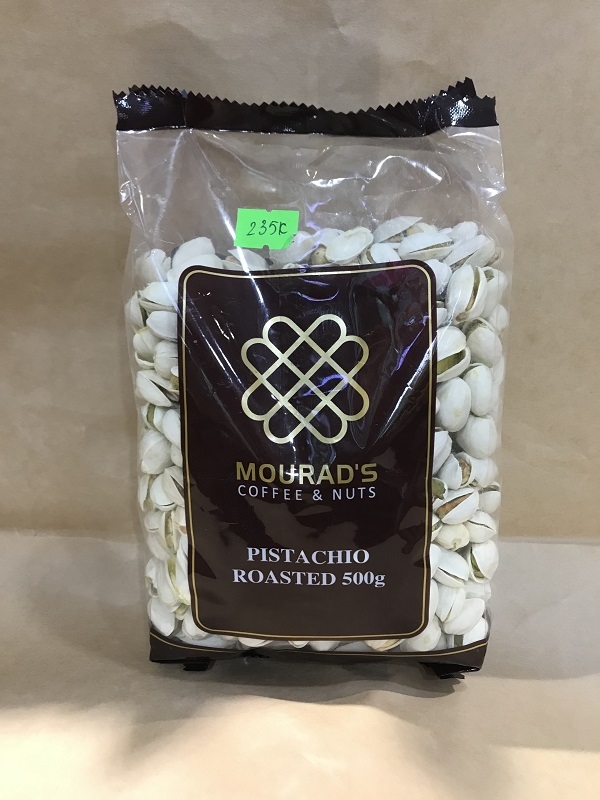 235K
MOURAD'S
COFFEE & NUTS
PISTACHIO
ROASTED 500g